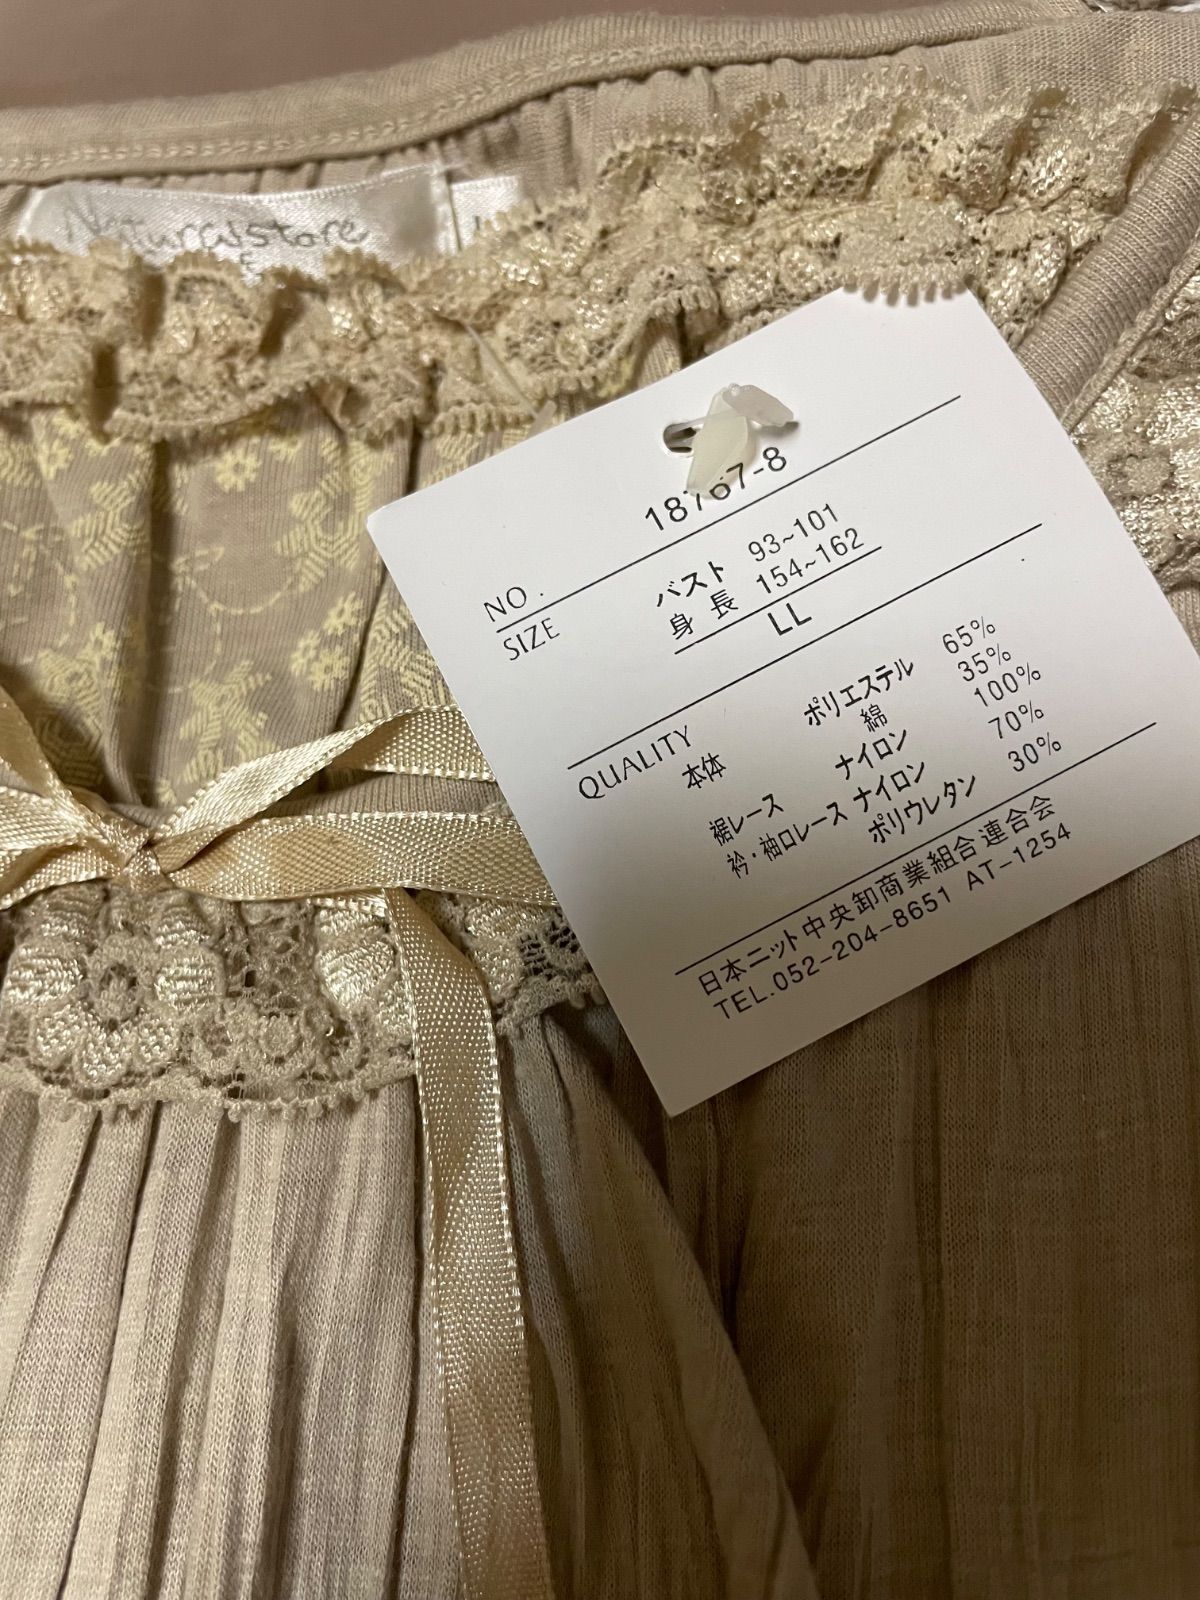 Store
NO. 18767-8
SIZE バスト 93~101
身 長 154~162
LL
QUALITY
本体 ポリエステル 65%
綿 35%
裾レース ナイロン 100%
衿・袖口レース ナイロン 70%
ポリウレタン 30%
日本ニット中央卸商業組合連合会
TEL.052-204-8651 AT-1254